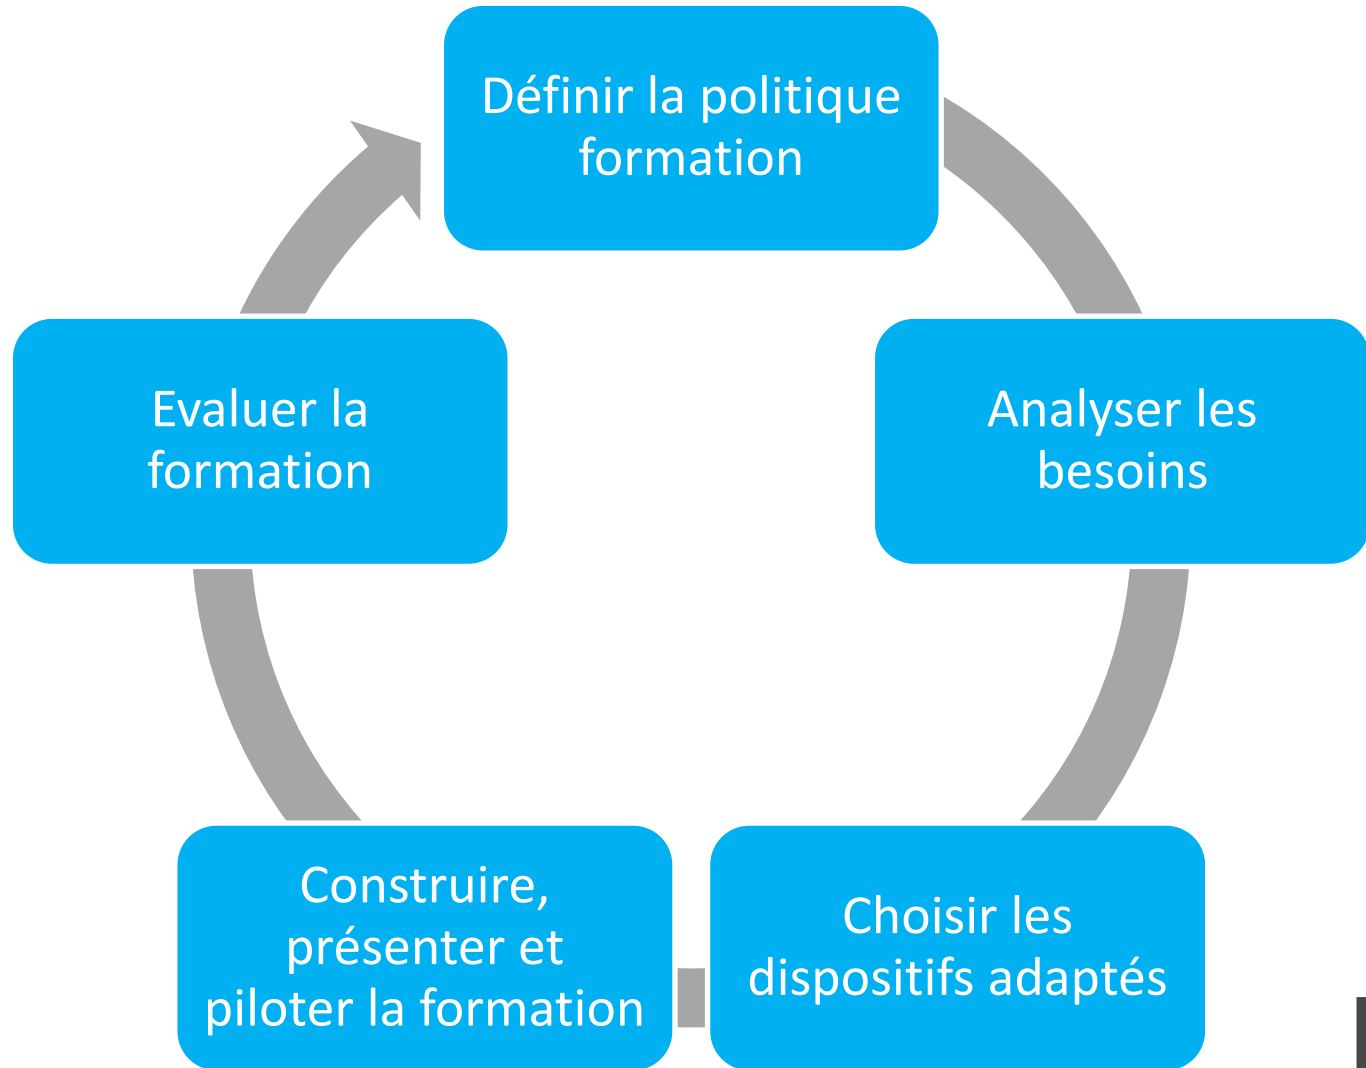 Définir la politique
formation
Analyser les
besoins
Choisir les
dispositifs adaptés
Construire,
présenter et
piloter la formation
Evaluer la
formation